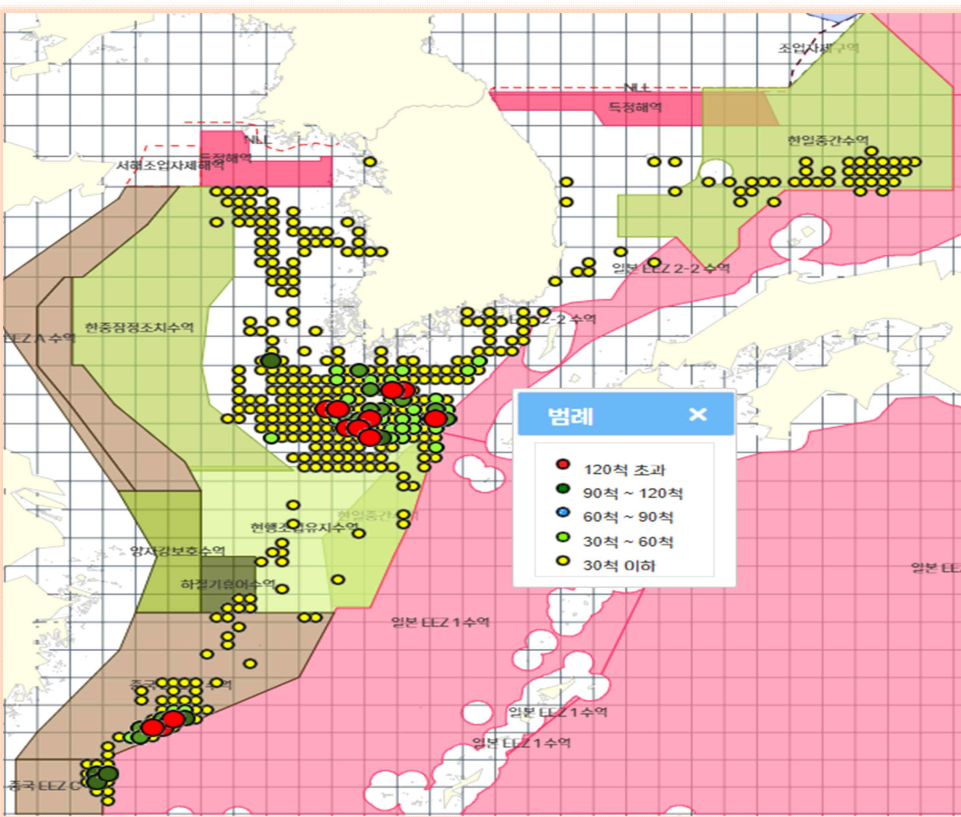 조업자제구역
NLL
특정해역
한일중간수역
NLL
특정해역
서해조업자제해역
일본 EEZ 2-2 수역
2-2 수역
한중잠정조치수역
EEZ A 수역
범례
120척 초과
90척 ~ 120척
60척 ~ 90척
30척 ~ 60척
30척 이하
한일중간
현행조업유지수역
양자강보호수역
하절기휴어수역
일본 EE
일본 EEZ 1 수역
중국
수역
일본 EEZ 1 수역
일본 EEZ 1 수역
중국 EEZ C